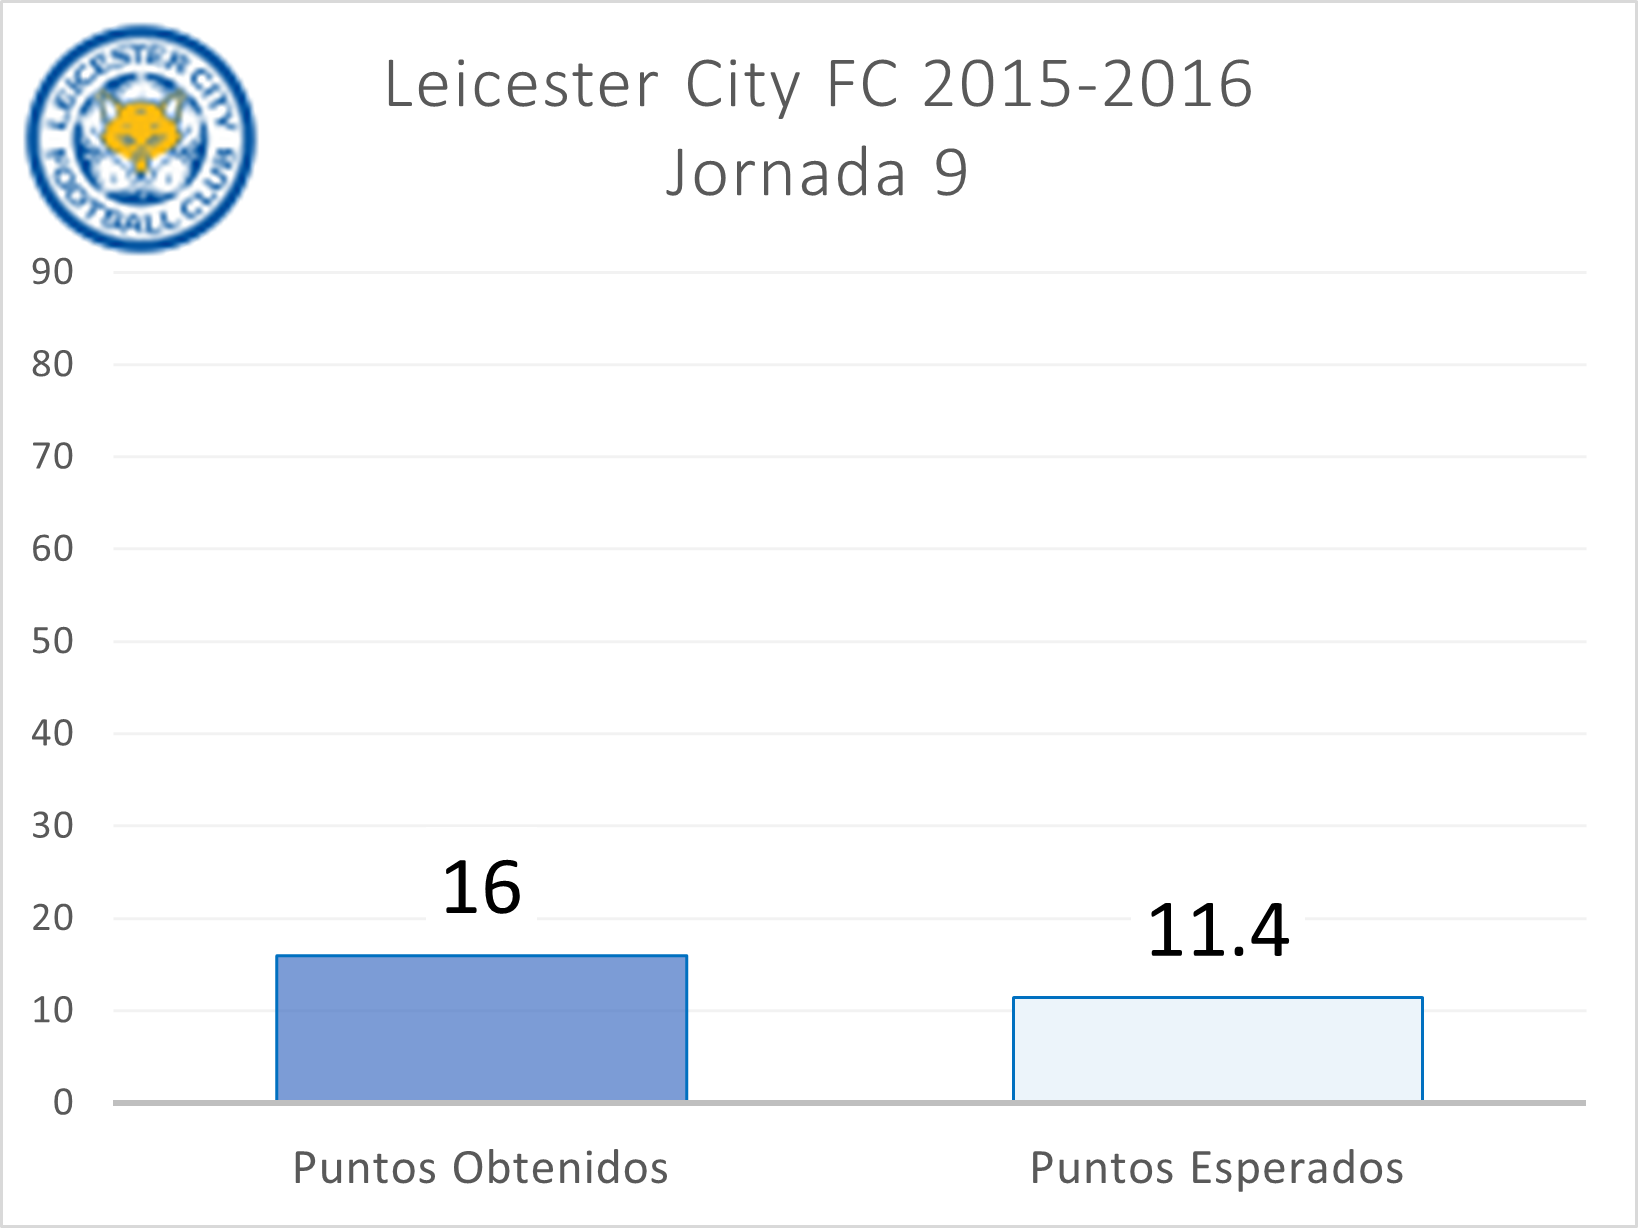 LEICESTER CITY
FOOTBALL CLUB
Leicester City FC 2015-2016
Jornada 9
90
80
70
60
50
40
30
20
10
0
16
11.4
Puntos Obtenidos
Puntos Esperados